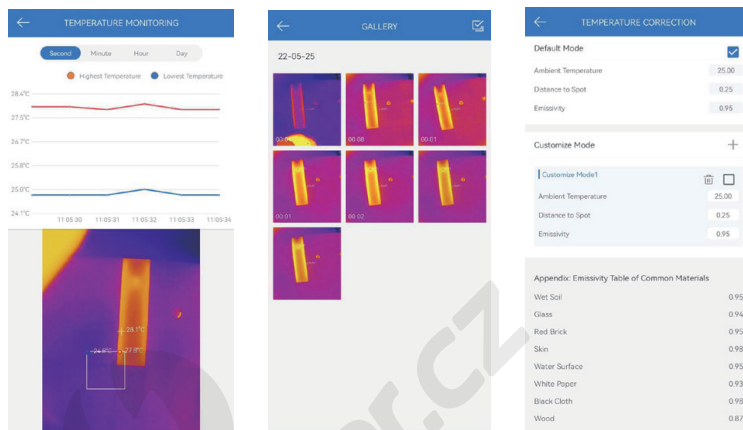 TEMPERATURE MONITORING
Second Minute Hour Day
Highest Temperature Lowest Temperature
28.4°C
27.5°C
26.7°C
25.8°C
25.0°C
24.1°C
11:05:30 11:05:31 11:05:32 11:05:33 11:05:34
28.1°C
24.8°C 27.8°C
GALLERY
22-05-25
00:08 00:01
00:01 00:02
TEMPERATURE CORRECTION
Default Mode
Ambient Temperature 25.00
Distance to Spot 0.25
Emissivity 0.95
Customize Mode
Customize Mode1
Ambient Temperature 25.00
Distance to Spot 0.25
Emissivity 0.95
Appendix: Emissivity Table of Common Materials
Wet Soil 0.95
Glass 0.94
Red Brick 0.95
Skin 0.98
Water Surface 0.95
White Paper 0.93
Black Cloth 0.98
Wood 0.87